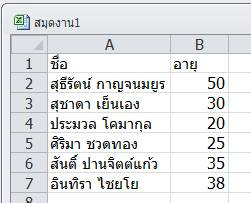 สมุดงาน1
A B
1 ชื่อ อายุ
2 สุธีรัตน์ กาญจนมยูร 50
3 สุชาดา เย็นเอง 30
4 ประมวล โคมากุล 20
5 ศิริมา ชวดทอง 25
6 สันติ์ ปานจิตต์แก้ว 35
7 อินทิรา ไชยโย 38
8